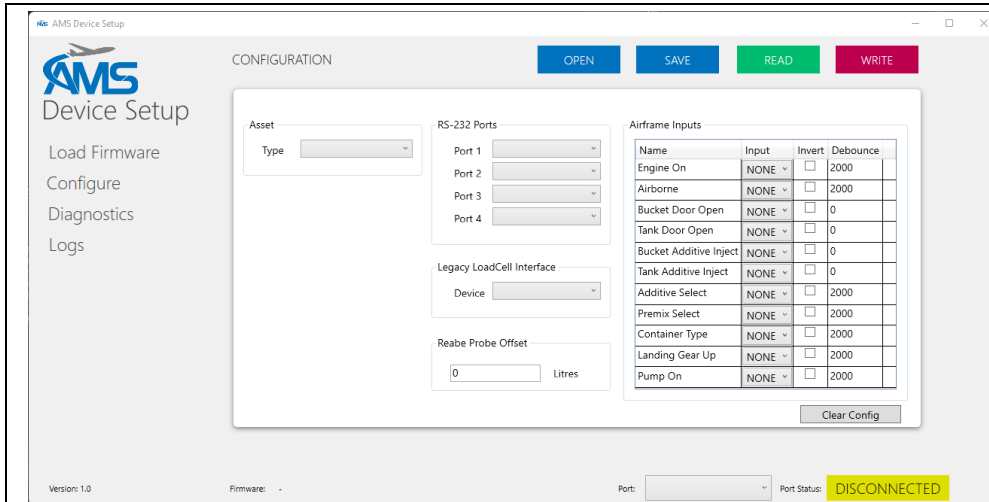 AMS AMS Device Setup
AMS
Device Setup
Load Firmware
Configure
Diagnostics
Logs
CONFIGURATION
OPEN SAVE READ WRITE
Asset
Type
RS-232 Ports
Port 1
Port 2
Port 3
Port 4
Legacy LoadCell Interface
Device
Reabe Probe Offset
0 Litres
Airframe Inputs
Name Input Invert Debounce
Engine On NONE 2000
Airborne NONE 2000
Bucket Door Open NONE 0
Tank Door Open NONE 0
Bucket Additive Inject NONE 0
Tank Additive Inject NONE 0
Additive Select NONE 2000
Premix Select NONE 2000
Container Type NONE 2000
Landing Gear Up NONE 2000
Pump On NONE 2000
Clear Config
Version: 1.0 Firmware: - Port: Port Status: DISCONNECTED